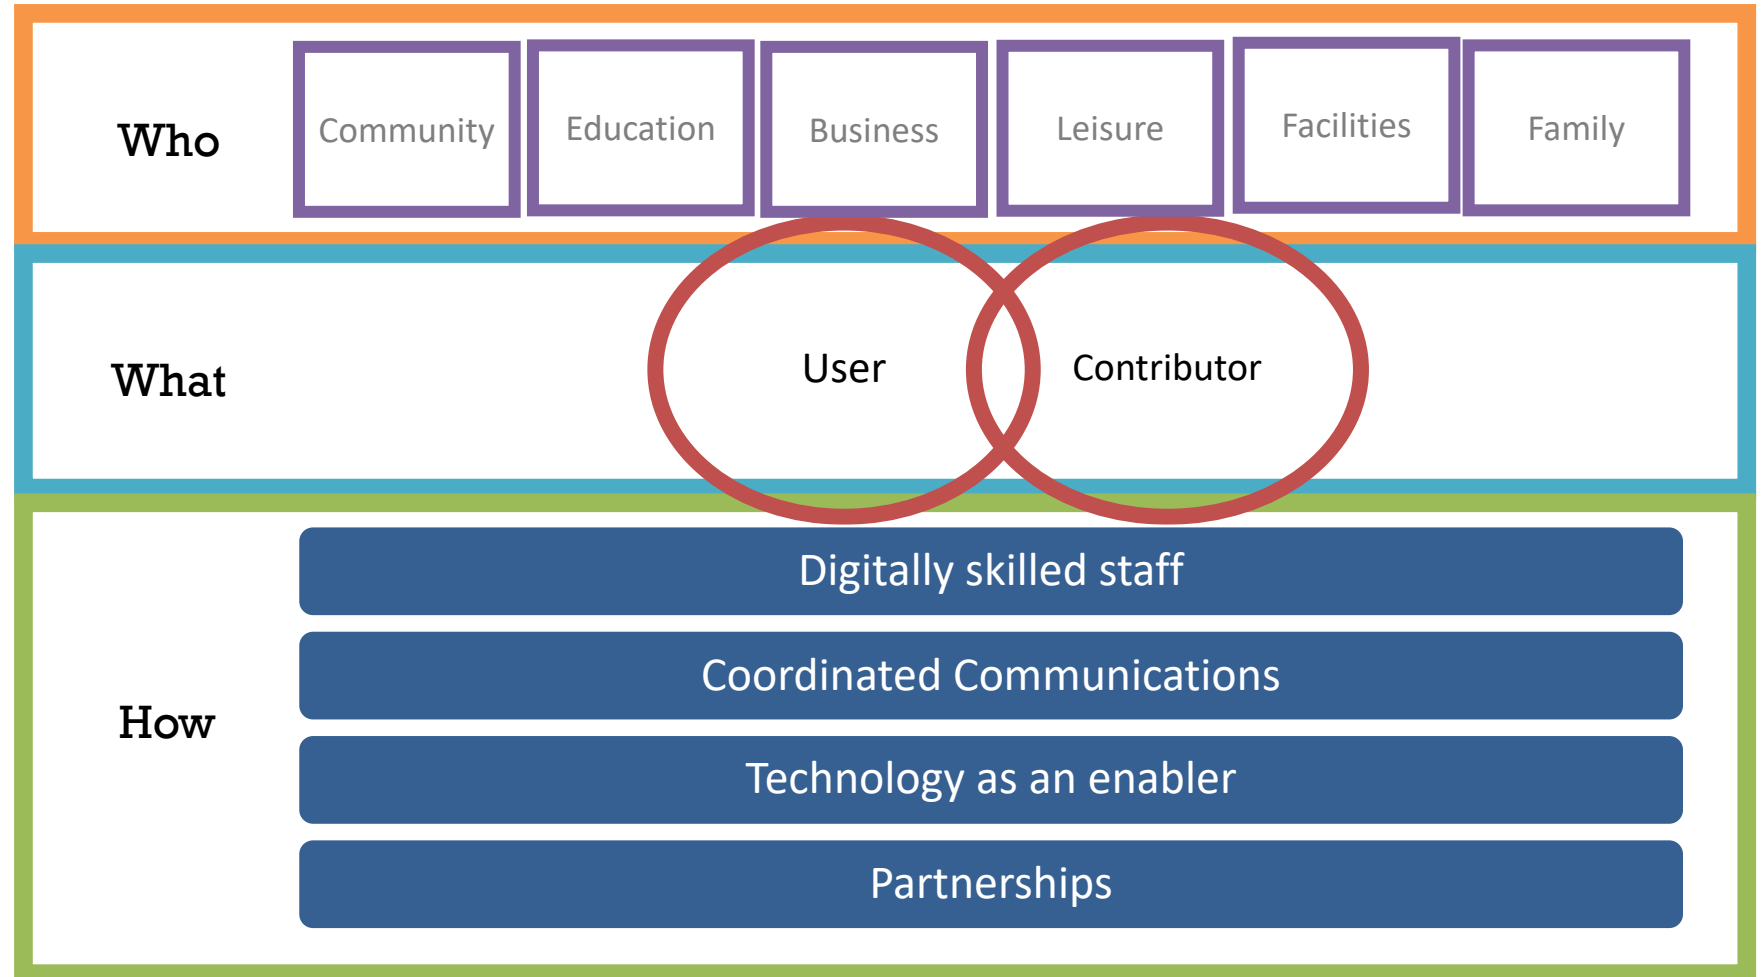 Who
Community
Education
Business
Leisure
Facilities
Family
What
User
Contributor
How
Digitally skilled staff
Coordinated Communications
Technology as an enabler
Partnerships